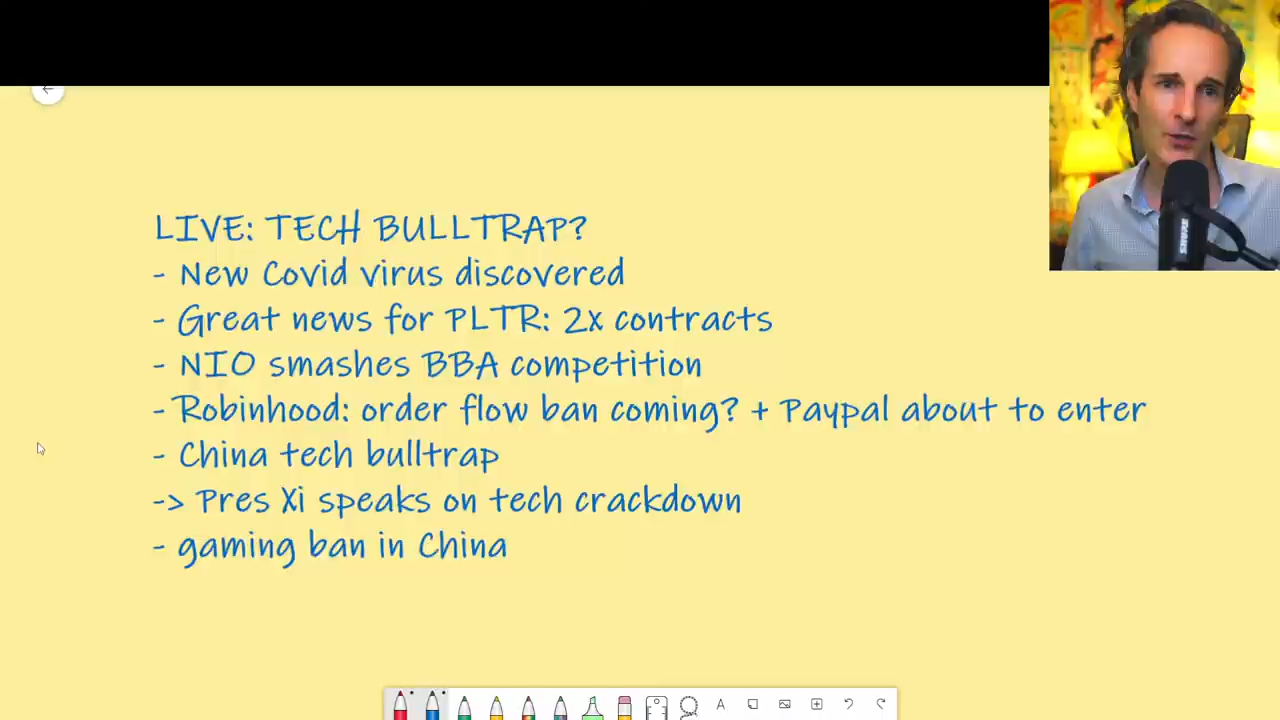 LIVE: TECH BULLTRAP?
- New Covid virus discovered
- Great news for PLTR: 2x contracts
- NIO smashes BBA competition
- Robinhood: order flow ban coming? + Paypal about to enter
- China tech bulltrap
-> Pres Xi speaks on tech crackdown
- gaming ban in China
SHURE
A